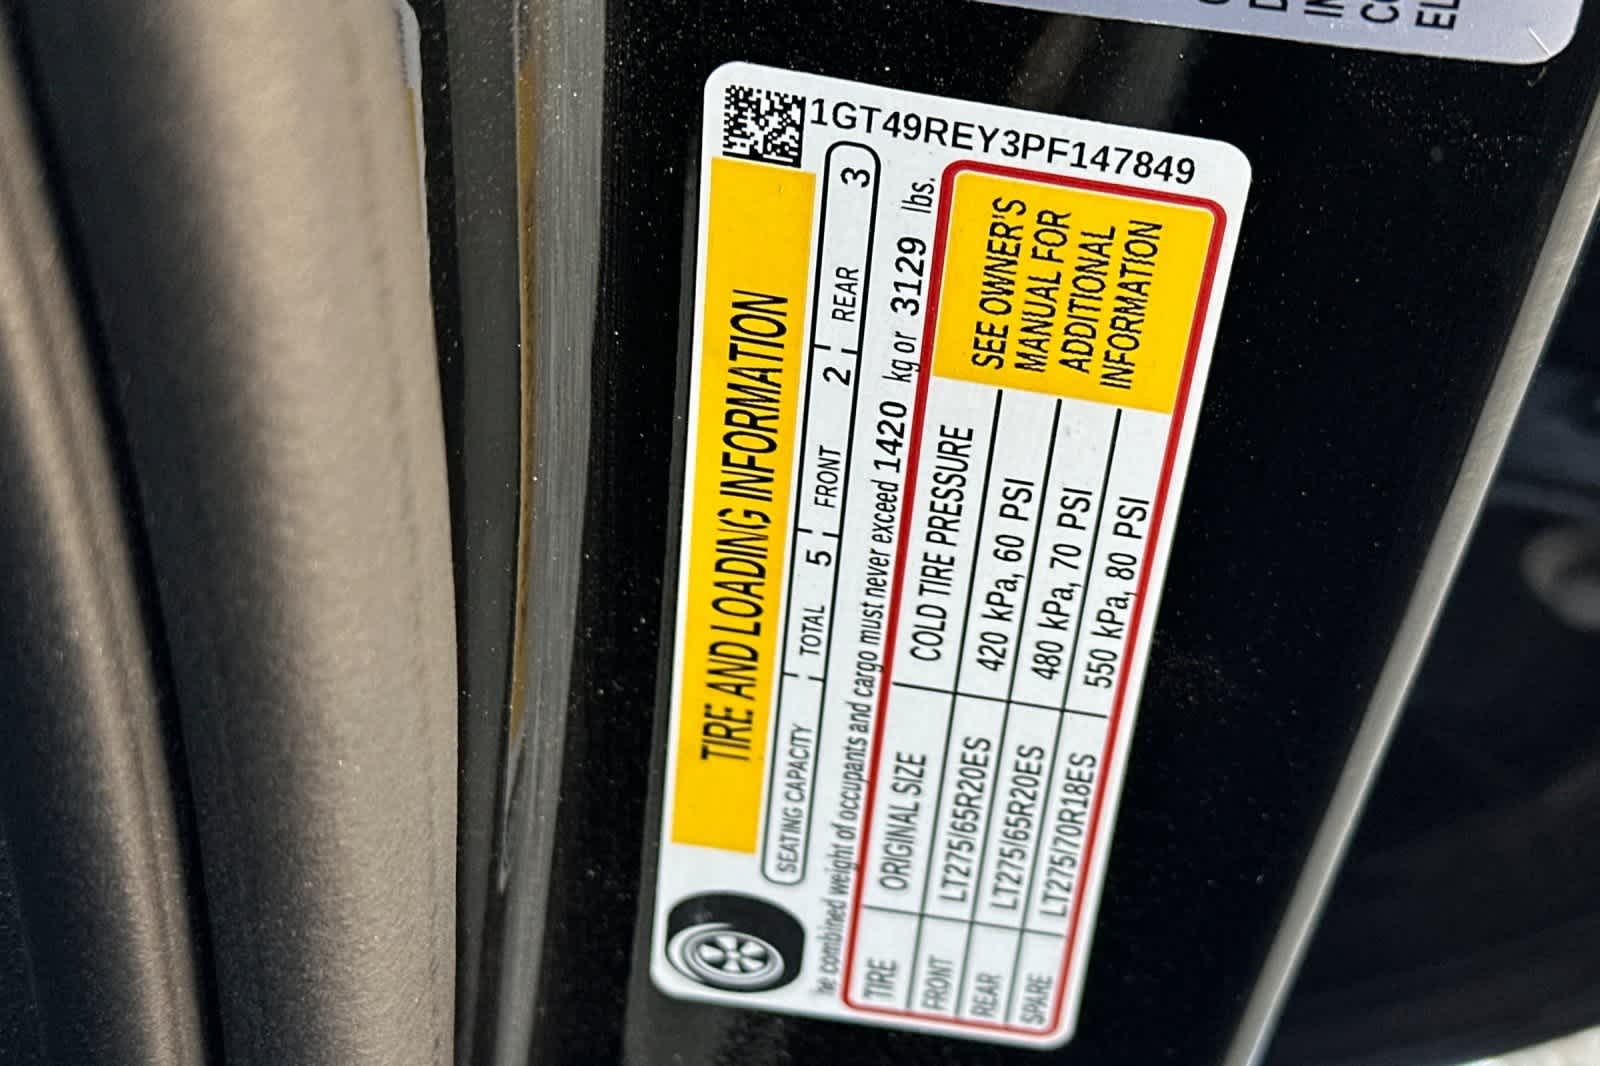 1GT49REY3PF147849
TIRE AND LOADING INFORMATION
SEATING CAPACITY TOTAL 5 FRONT 2 REAR 3
The combined weight of occupants and cargo must never exceed 1420 kg or 3129 lbs.
TIRE ORIGINAL SIZE COLD TIRE PRESSURE
FRONT LT275/65R20ES 420 kPa, 60 PSI
REAR LT275/65R20ES 480 kPa, 70 PSI
SPARE LT275/70R18ES 550 kPa, 80 PSI
SEE OWNER'S
MANUAL FOR
ADDITIONAL
INFORMATION